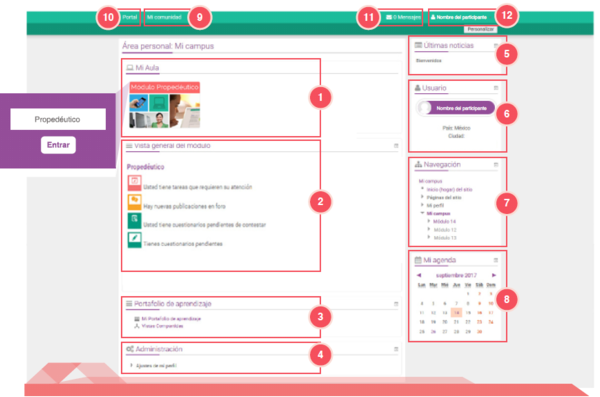 10 Portal Mi comunidad 9 11 0 Mensajes Nombre del participante 12
Personalizar
Área personal: Mi campus
Mi Aula
Módulo Propedéutico
1
Propedéutico
Entrar
Vista general del módulo
Propedéutico
Usted tiene tareas que requieren su atención
Hay nuevas publicaciones en foro
2
Usted tiene cuestionarios pendientes de contestar
Tienes cuestionarios pendientes
Portafolio de aprendizaje
Mi Portafolio de aprendizaje
3
Vistas Compartidas
Administración
4
Ajustes de mi perfil
Últimas noticias
5
Bienvenidos
Usuario
Nombre del participante
6
País: México
Ciudad:
Navegación
Mi campus
Inicio (hogar) del sitio
Páginas del sitio
7
Mi perfil
Mi campus
Módulo 14
Módulo 12
Módulo 13
Mi agenda
septiembre 2017
Lun Mar Mié Jue Vie Sáb Dom
8
1 2 3
4 5 6 7 8 9 10
11 12 13 14 15 16 17
18 19 20 21 22 23 24
25 26 27 28 29 30